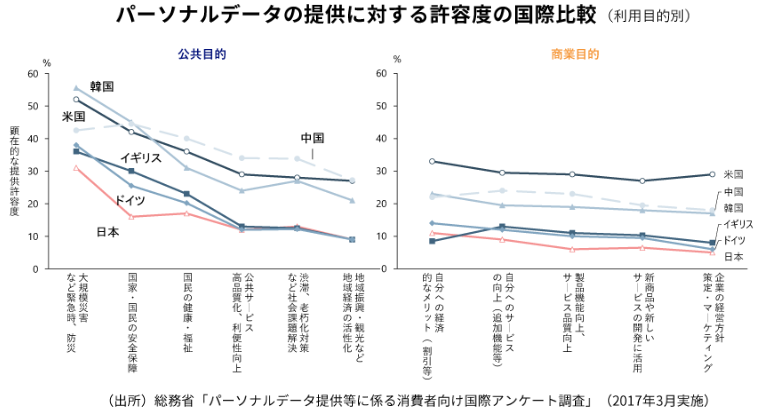 パーソナルデータの提供に対する許容度の国際比較（利用目的別）
公共目的
%
60
50
40
30
20
10
0
顕在的な提供許容度
韓国
米国
中国
イギリス
ドイツ
日本
大規模災害
など緊急時、防災
国家・国民の安全保障
国民の健康・福祉
公共サービス
高品質化、利便性向上
渋滞、老朽化対策
など社会課題解決
地域振興・観光など
地域経済の活性化
商業目的
%
60
50
40
30
20
10
0
米国
中国
韓国
イギリス
ドイツ
日本
自分への経済
的なメリット（割引等）
自分へのサービス
の向上（追加機能等）
製品機能向上、
サービス品質向上
新商品や新しい
サービスの開発に活用
企業の経営方針
策定・マーケティング
（出所）総務省「パーソナルデータ提供等に係る消費者向け国際アンケート調査」（2017年3月実施）